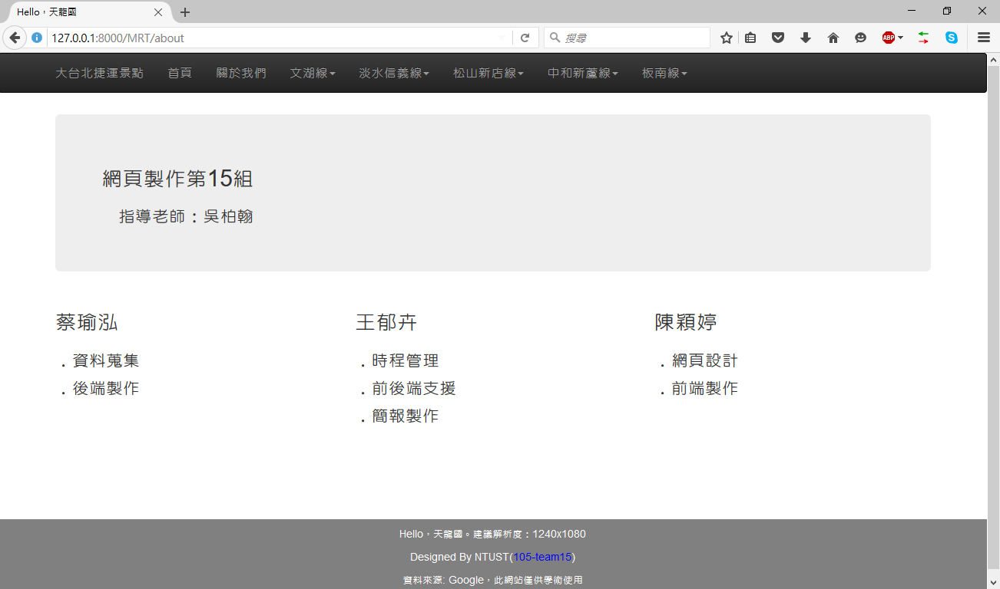 Hello，天龍國
127.0.0.1:8000/MRT/about
搜尋
ABP
大台北捷運景點 首頁 關於我們 文湖線 淡水信義線 松山新店線 中和新蘆線 板南線
網頁製作第15組
指導老師：吳柏翰
蔡瑜泓
．資料蒐集
．後端製作
王郁卉
．時程管理
．前後端支援
．簡報製作
陳穎婷
．網頁設計
．前端製作
Hello，天龍國。建議解析度：1240x1080
Designed By NTUST(105-team15)
資料來源: Google，此網站僅供學術使用